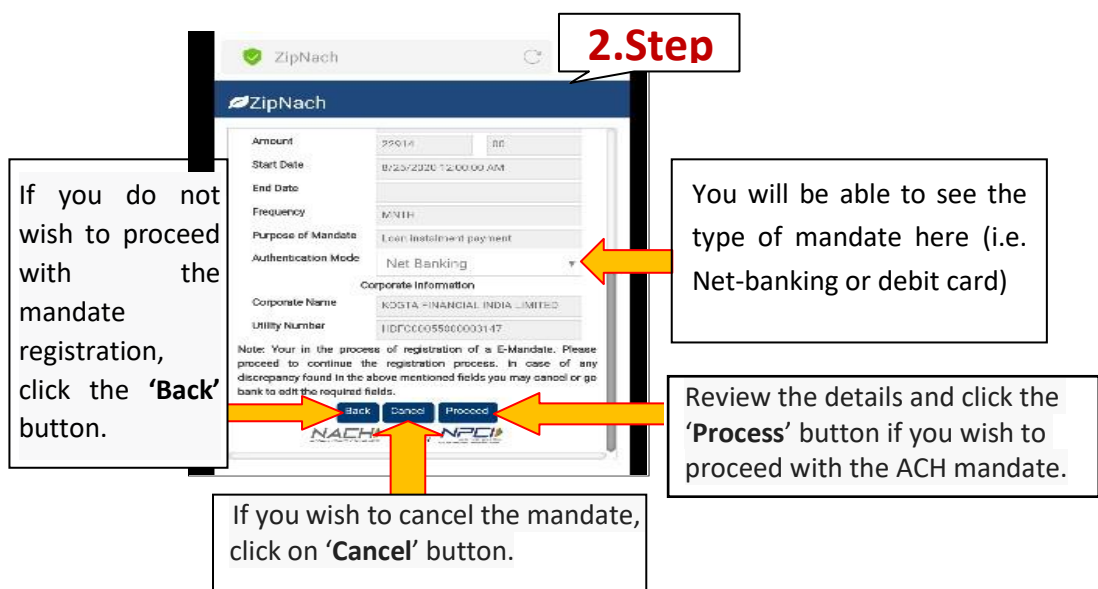 2.Step
ZipNach
ZipNach
Amount 22914 00
Start Date 8/25/2020 12:00:00 AM
End Date
Frequency MNTH
Purpose of Mandate Loan instalment payment
Authentication Mode Net Banking
Corporate Information
Corporate Name KOGTA FINANCIAL INDIA LIMITED
Utility Number
Note: Your in the process of registration of a E-Mandate. Please
proceed to continue the registration process. In case of any
discrepancy found in the above mentioned fields you may cancel or go
bank to edit the required fields.
Back Cancel Proceed
NACH NPCI
If you do not
wish to proceed
with the
mandate
registration,
click the ‘Back’
button.
You will be able to see the
type of mandate here (i.e.
Net-banking or debit card)
Review the details and click the
‘Process’ button if you wish to
proceed with the ACH mandate.
If you wish to cancel the mandate,
click on ‘Cancel’ button.